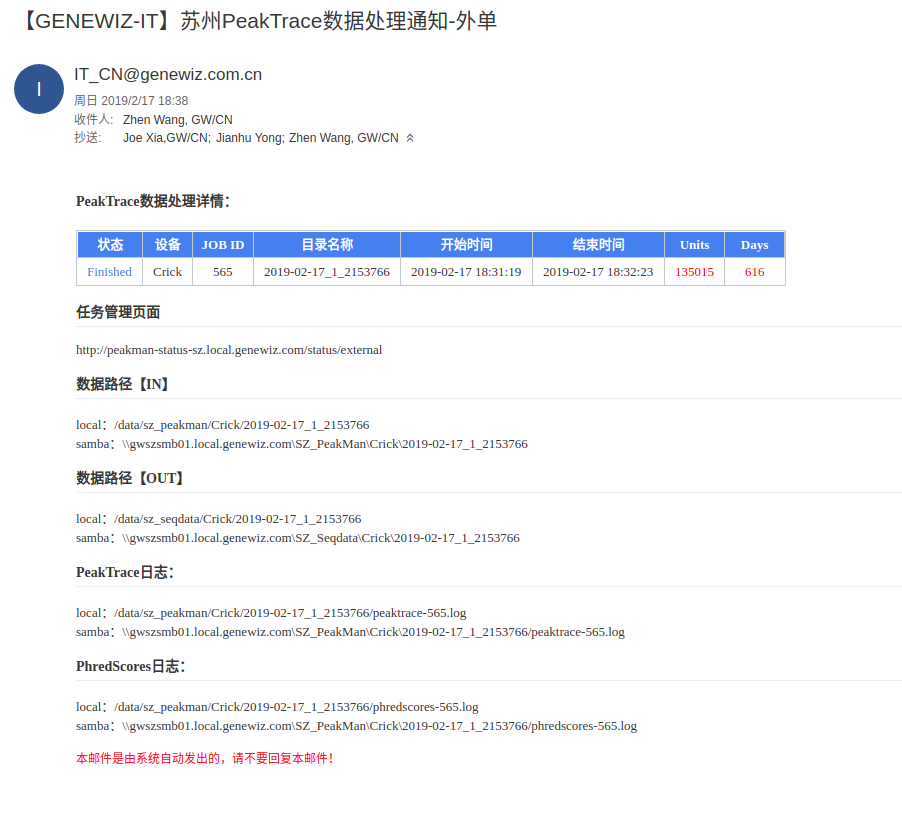 【GENEWIZ-IT】苏州PeakTrace数据处理通知-外单
I
IT_CN@genewiz.com.cn
周日 2019/2/17 18:38
收件人: Zhen Wang, GW/CN
抄送: Joe Xia,GW/CN; Jianhu Yong; Zhen Wang, GW/CN
PeakTrace数据处理详情：
状态 设备 JOB ID 目录名称 开始时间 结束时间 Units Days
Finished Crick 565 2019-02-17_1_2153766 2019-02-17 18:31:19 2019-02-17 18:32:23 135015 616
任务管理页面
http://peakman-status-sz.local.genewiz.com/status/external
数据路径【IN】
local：/data/sz_peakman/Crick/2019-02-17_1_2153766
samba：\\gwszsmb01.local.genewiz.com\SZ_PeakMan\Crick\2019-02-17_1_2153766
数据路径【OUT】
local：/data/sz_seqdata/Crick/2019-02-17_1_2153766
samba：\\gwszsmb01.local.genewiz.com\SZ_Seqdata\Crick\2019-02-17_1_2153766
PeakTrace日志：
local：/data/sz_peakman/Crick/2019-02-17_1_2153766/peaktrace-565.log
samba：\\gwszsmb01.local.genewiz.com\SZ_PeakMan\Crick\2019-02-17_1_2153766/peaktrace-565.log
PhredScores日志：
local：/data/sz_peakman/Crick/2019-02-17_1_2153766/phredscores-565.log
samba：\\gwszsmb01.local.genewiz.com\SZ_PeakMan\Crick\2019-02-17_1_2153766/phredscores-565.log
本邮件是由系统自动发出的，请不要回复本邮件！